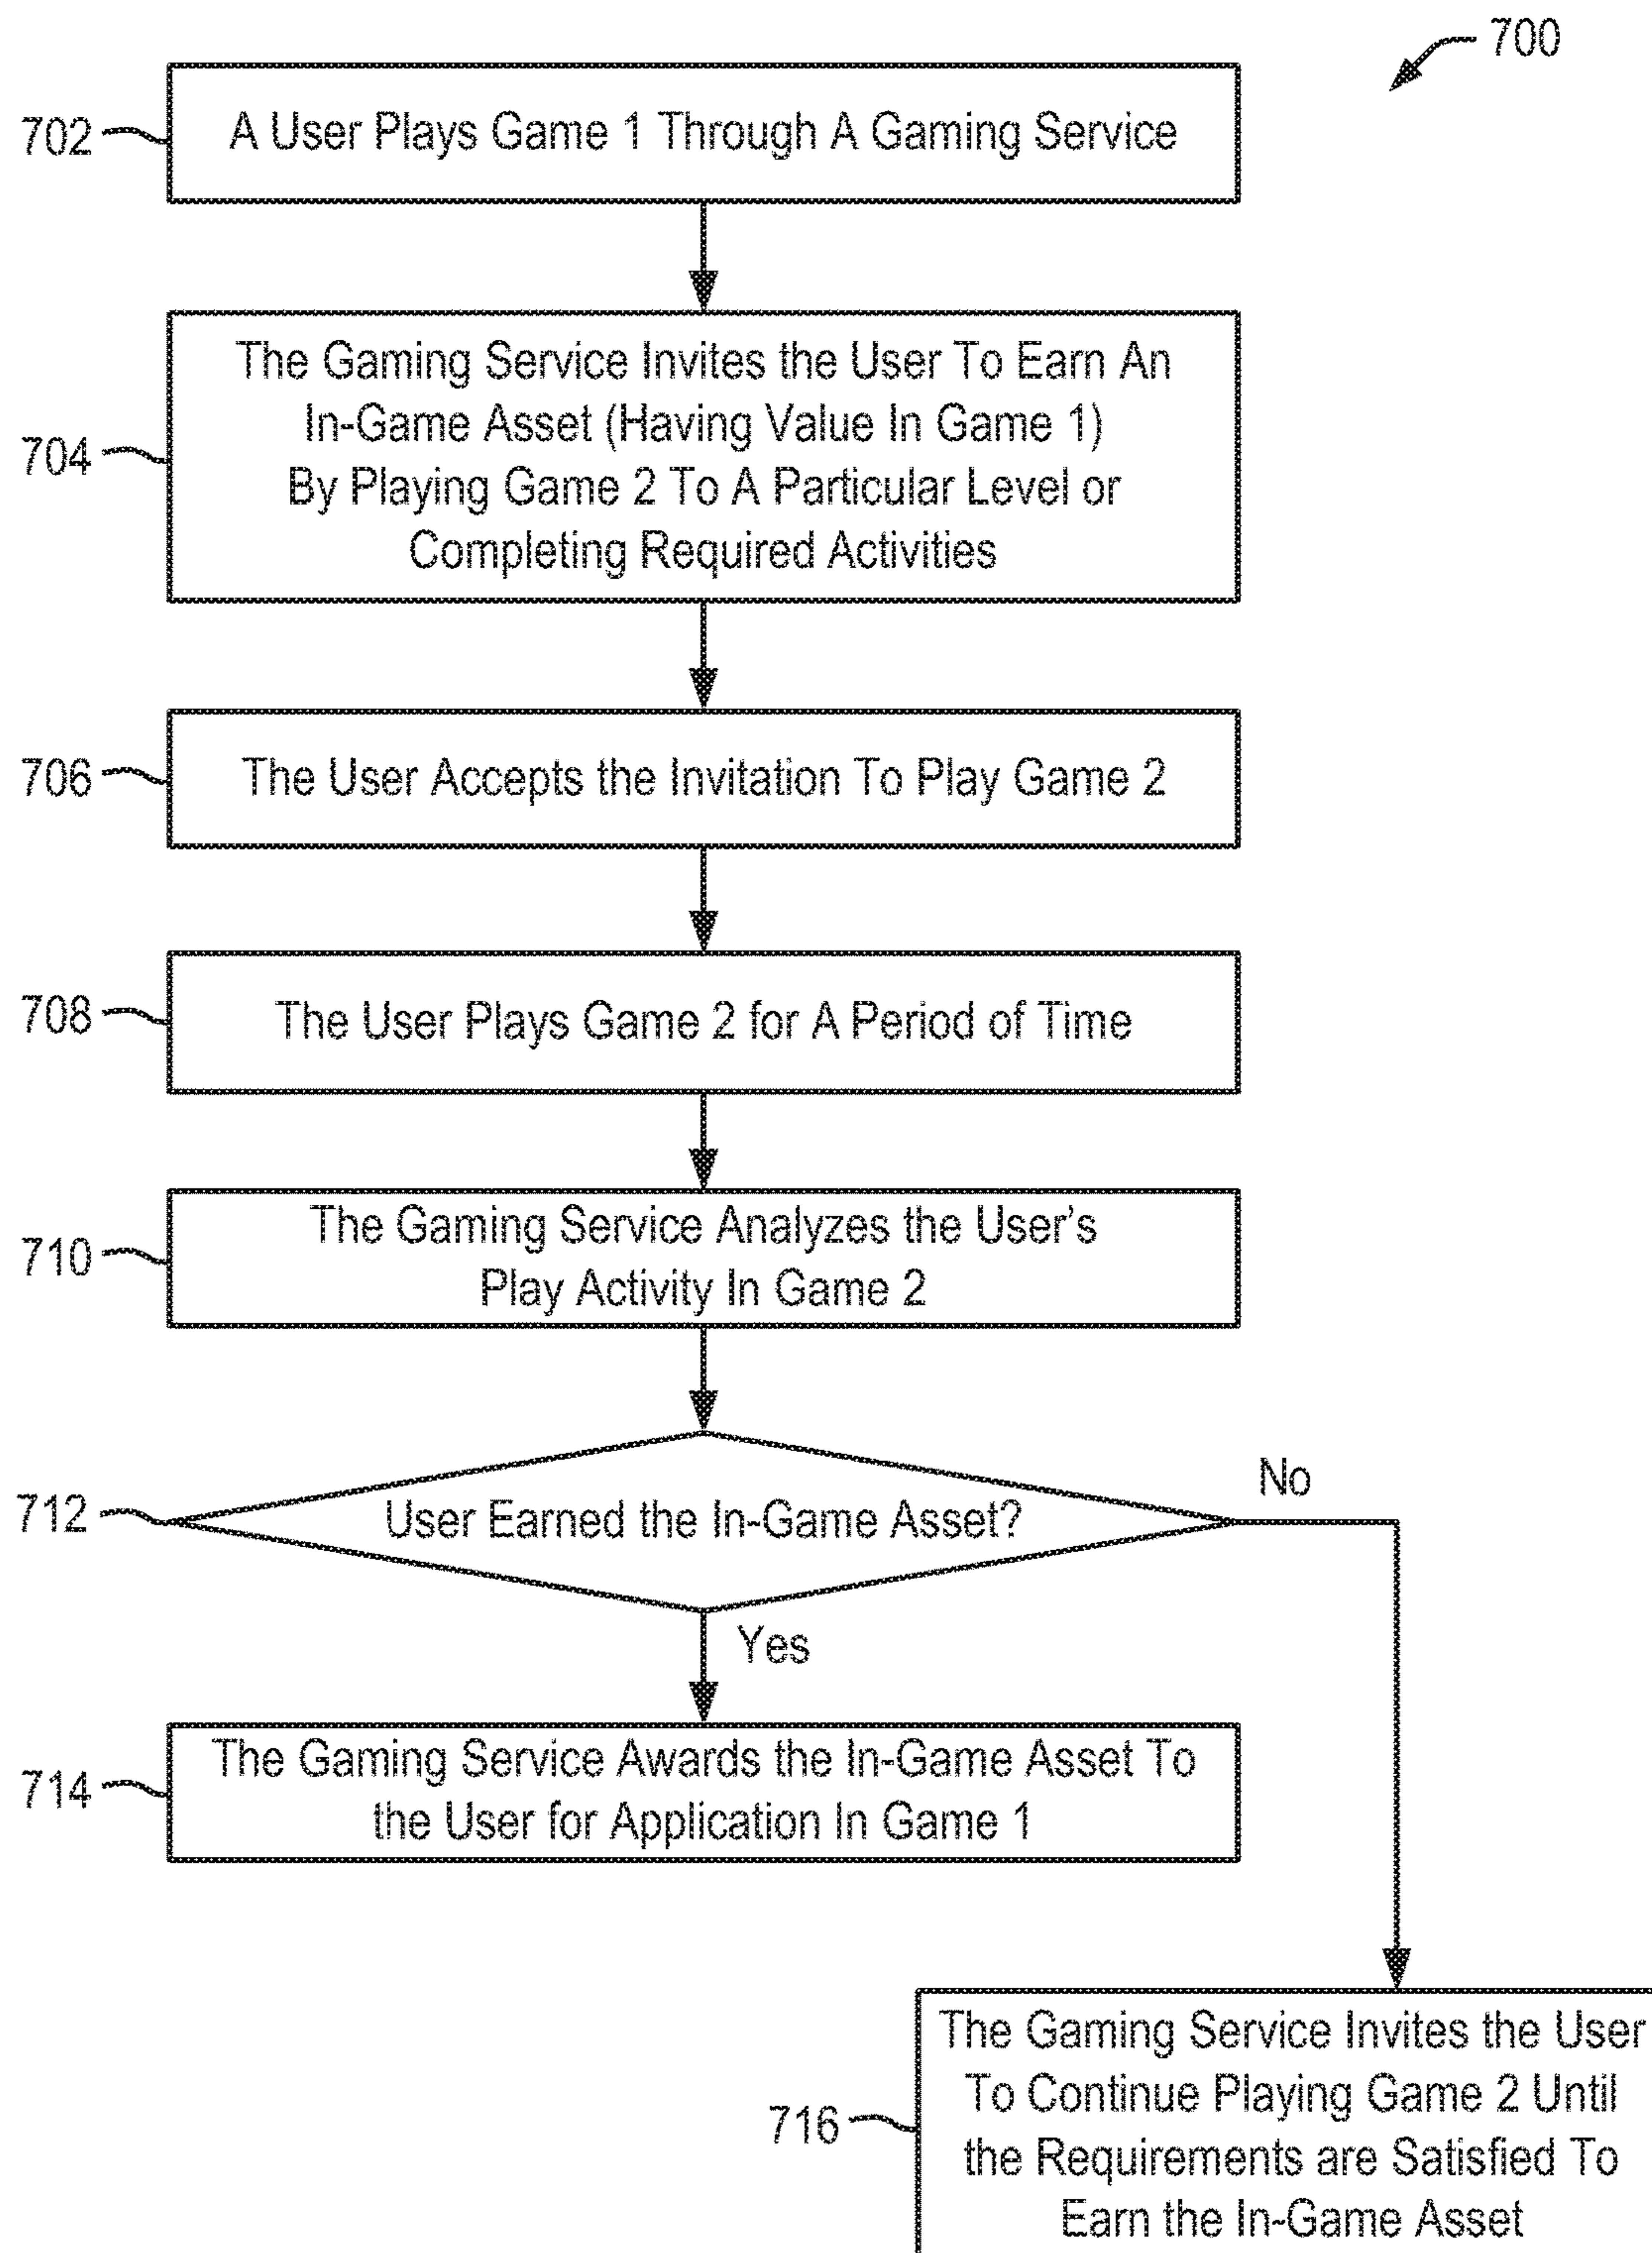 700
702
A User Plays Game 1 Through A Gaming Service
704
The Gaming Service Invites the User To Earn An
In-Game Asset (Having Value In Game 1)
By Playing Game 2 To A Particular Level or
Completing Required Activities
706
The User Accepts the Invitation To Play Game 2
708
The User Plays Game 2 for A Period of Time
710
The Gaming Service Analyzes the User's
Play Activity In Game 2
712
User Earned the In-Game Asset?
No
Yes
714
The Gaming Service Awards the In-Game Asset To
the User for Application In Game 1
716
The Gaming Service Invites the User
To Continue Playing Game 2 Until
the Requirements are Satisfied To
Earn the In-Game Asset